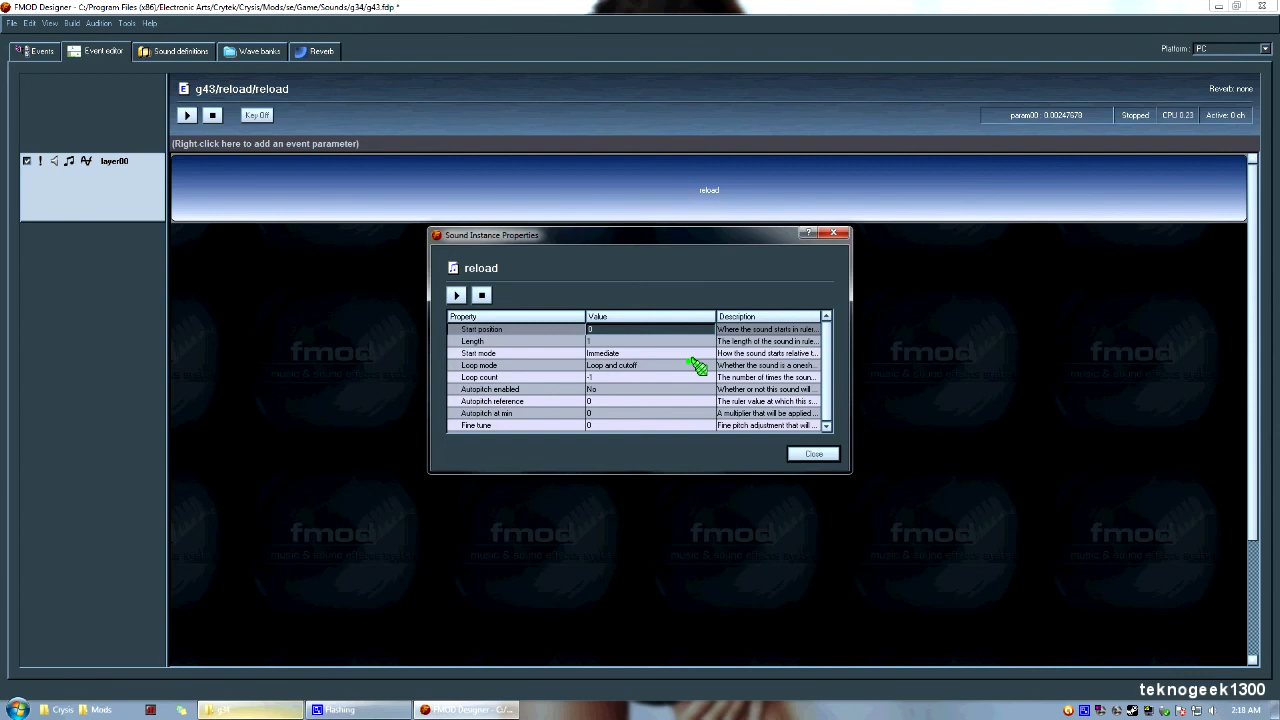 FMOD Designer - C:/Program Files (x86)/Electronic Arts/Crytek/Crysis/Mods/se/Game/Sounds/g34/g43.fdp *
File Edit View Build Audition Tools Help
Events Event editor Sound definitions Wave banks Reverb Platform: PC
g43/reload/reload Reverb: none
Key Off param00 : 0.00247678 Stopped CPU 0.23 Active: 0 ch
(Right click here to add an event parameter)
layer00
reload
Sound Instance Properties
reload
Property Value Description
Start position 0 Where the sound starts in ruler...
Length 1 The length of the sound in rule...
Start mode Immediate How the sound starts relative t...
Loop mode Loop and cutoff Whether the sound is a onesh...
Loop count -1 The number of times the soun...
Autopitch enabled No Whether or not this sound will ...
Autopitch reference 0 The ruler value at which this s...
Autopitch at min 0 A multiplier that will be applied ...
Fine tune 0 Fine pitch adjustment that will ...
Close
fmod fmod fmod fmod fmod
music & sound effects
teknogeek1300
Crysis Mods g34 Flashing FMOD Designer - C:/... 2:18 AM